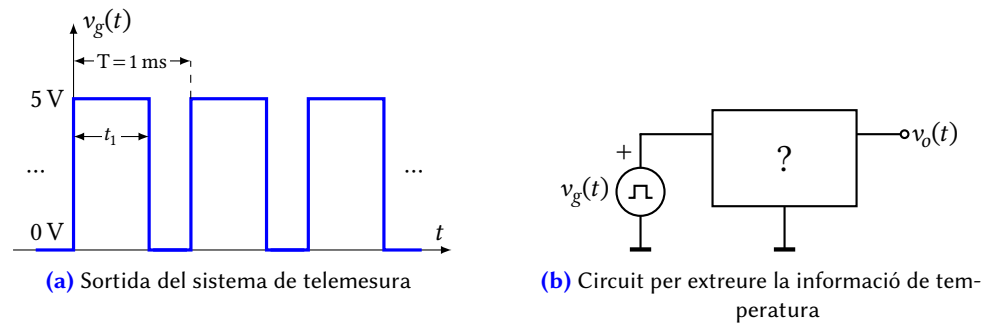 v_g(t)
T = 1 ms
5 V
t_1
...
...
0 V
t
(a) Sortida del sistema de telemesura
+
v_g(t)
?
v_o(t)
(b) Circuit per extreure la informació de tem-
peratura